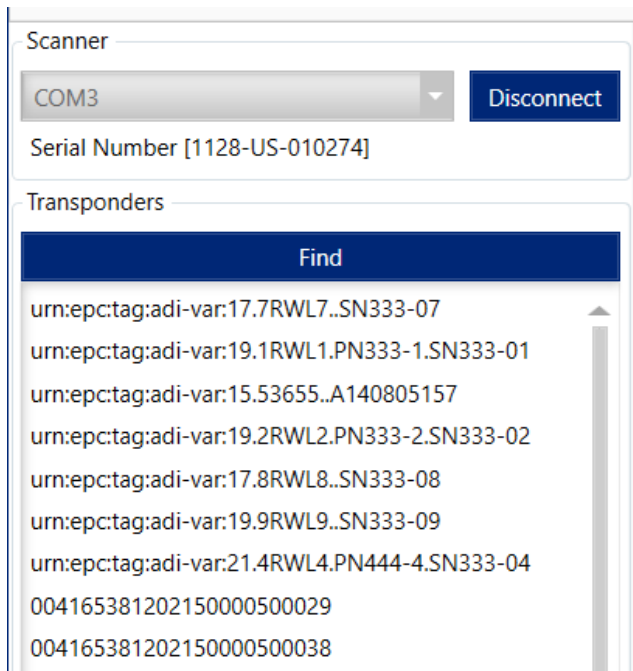 Scanner
COM3
Disconnect
Serial Number [1128-US-010274]
Transponders
Find
urn:epc:tag:adi-var:17.7RWL7..SN333-07
urn:epc:tag:adi-var:19.1RWL1.PN333-1.SN333-01
urn:epc:tag:adi-var:15.53655..A140805157
urn:epc:tag:adi-var:19.2RWL2.PN333-2.SN333-02
urn:epc:tag:adi-var:17.8RWL8..SN333-08
urn:epc:tag:adi-var:19.9RWL9..SN333-09
urn:epc:tag:adi-var:21.4RWL4.PN444-4.SN333-04
004165381202150000500029
004165381202150000500038